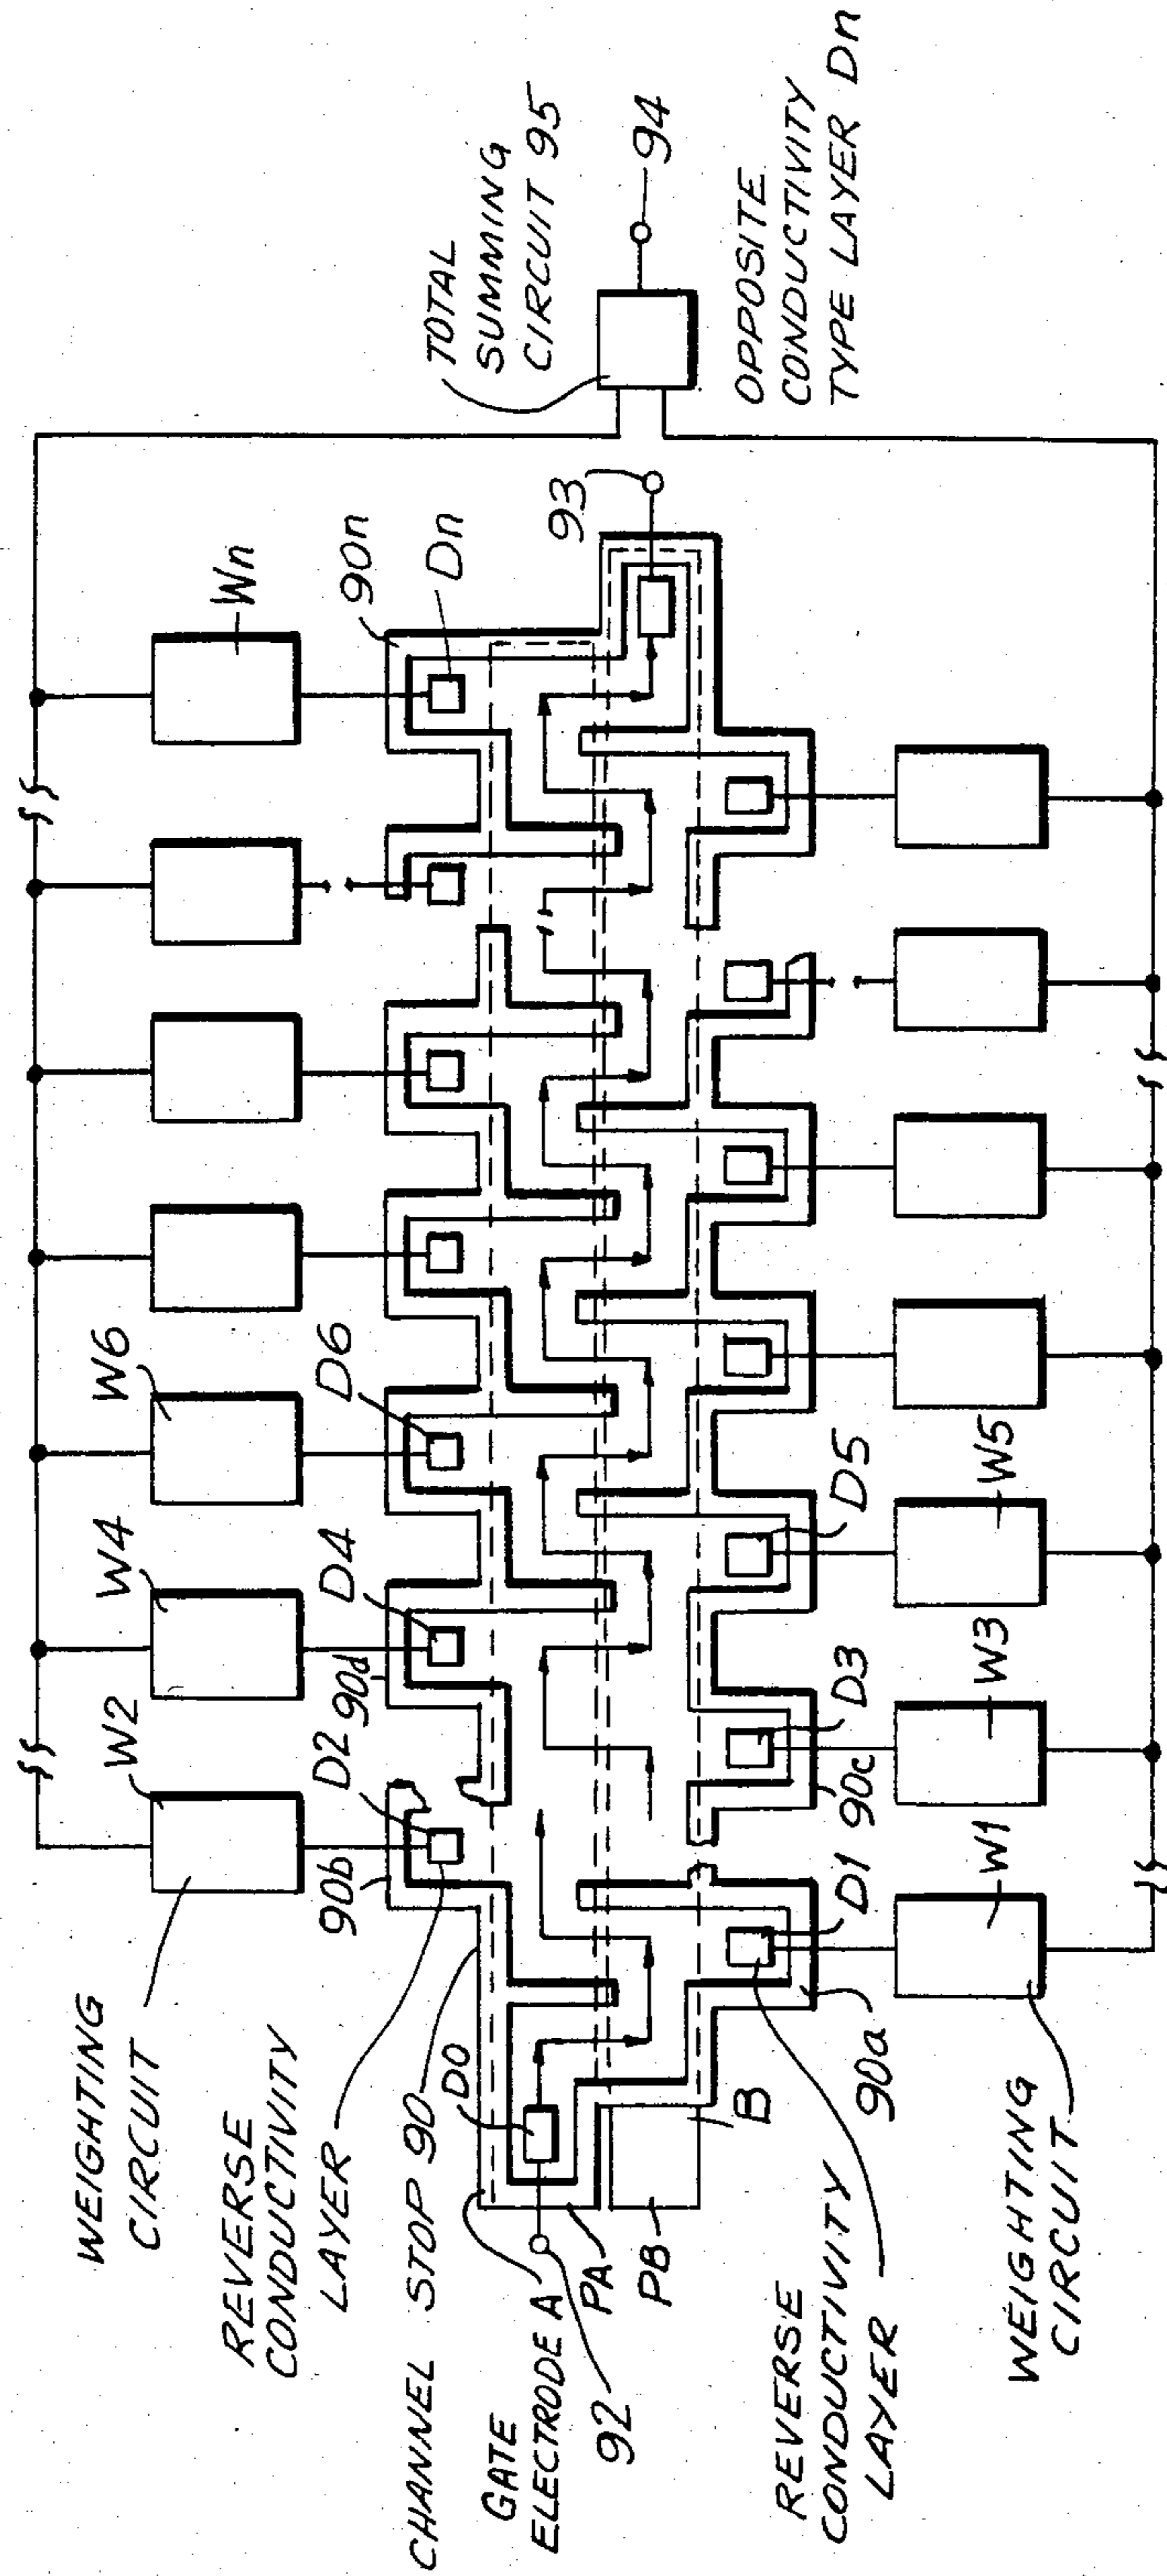 WEIGHTING
CIRCUIT
W2
W4
W6
Wn
REVERSE
CONDUCTIVITY
LAYER
D2
90b
90d
D4
D6
90n
Dn
CHANNEL STOP 90
D0
GATE
ELECTRODE A
92
PA
PB
B
93
TOTAL
SUMMING
CIRCUIT 95
94
OPPOSITE
CONDUCTIVITY
TYPE LAYER Dn
REVERSE
CONDUCTIVITY
LAYER
90a
D1
90c
D3
D5
W1
W3
W5
WEIGHTING
CIRCUIT